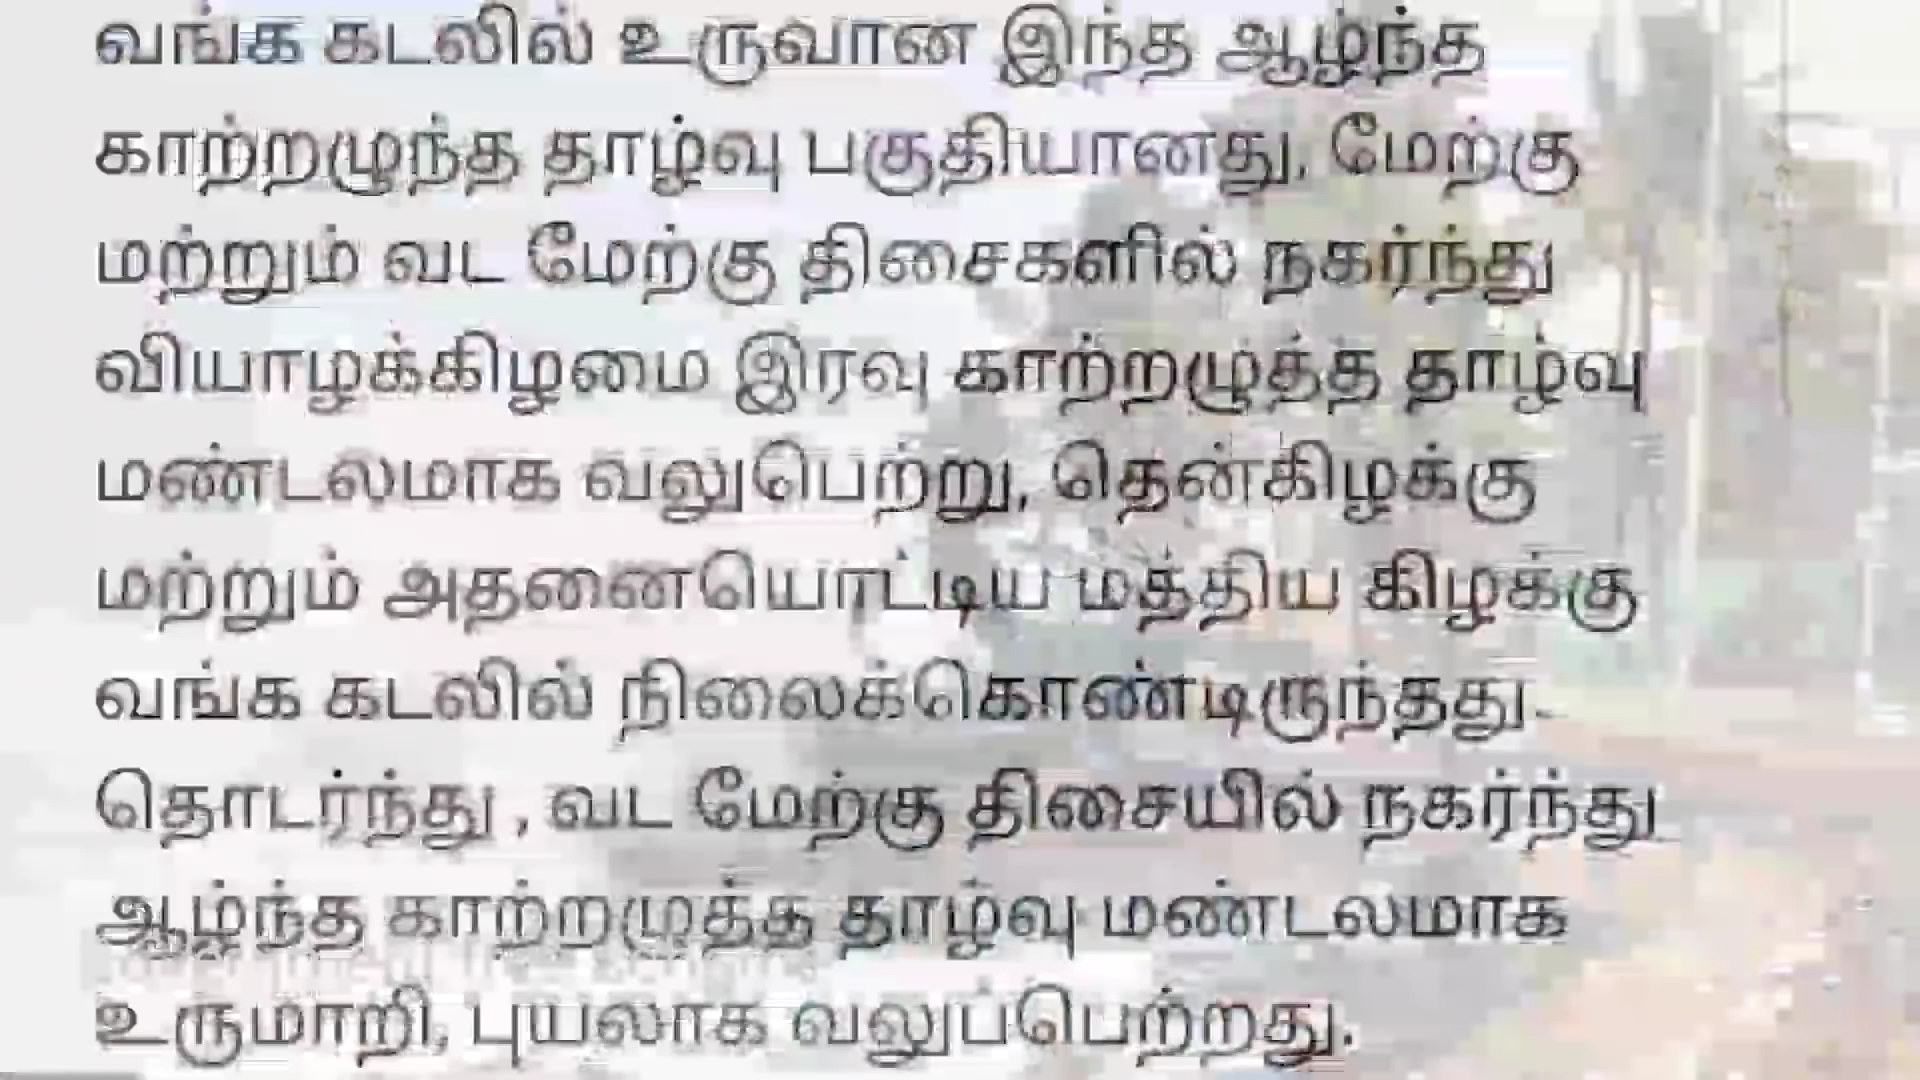 வங்க கடலில் உருவான இந்த ஆழ்ந்த
காற்றழுந்த தாழ்வு பகுதியானது, மேற்கு
மற்றும் வட மேற்கு திசைகளில் நகர்ந்து
வியாழக்கிழமை இரவு காற்றழுத்த தாழ்வு
மண்டலமாக வலுபெற்று, தென்கிழக்கு
மற்றும் அதனையொட்டிய மத்திய கிழக்கு
வங்க கடலில் நிலைக்கொண்டிருந்தது.
தொடர்ந்து , வட மேற்கு திசையில் நகர்ந்து
ஆழ்ந்த காற்றழுத்த தாழ்வு மண்டலமாக
உருமாறி, புயலாக வலுப்பெற்றது.